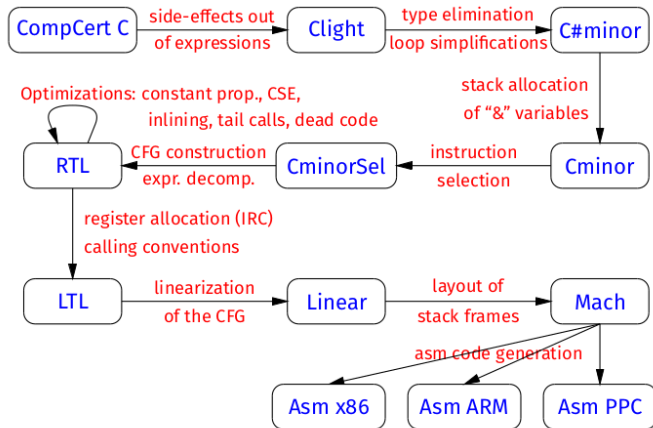 CompCert C
side-effects out
of expressions
Clight
type elimination
loop simplifications
C#minor
stack allocation
of “&” variables
Optimizations: constant prop., CSE,
inlining, tail calls, dead code
RTL
CFG construction
expr. decomp.
CminorSel
instruction
selection
Cminor
register allocation (IRC)
calling conventions
LTL
linearization
of the CFG
Linear
layout of
stack frames
Mach
asm code generation
Asm x86
Asm ARM
Asm PPC